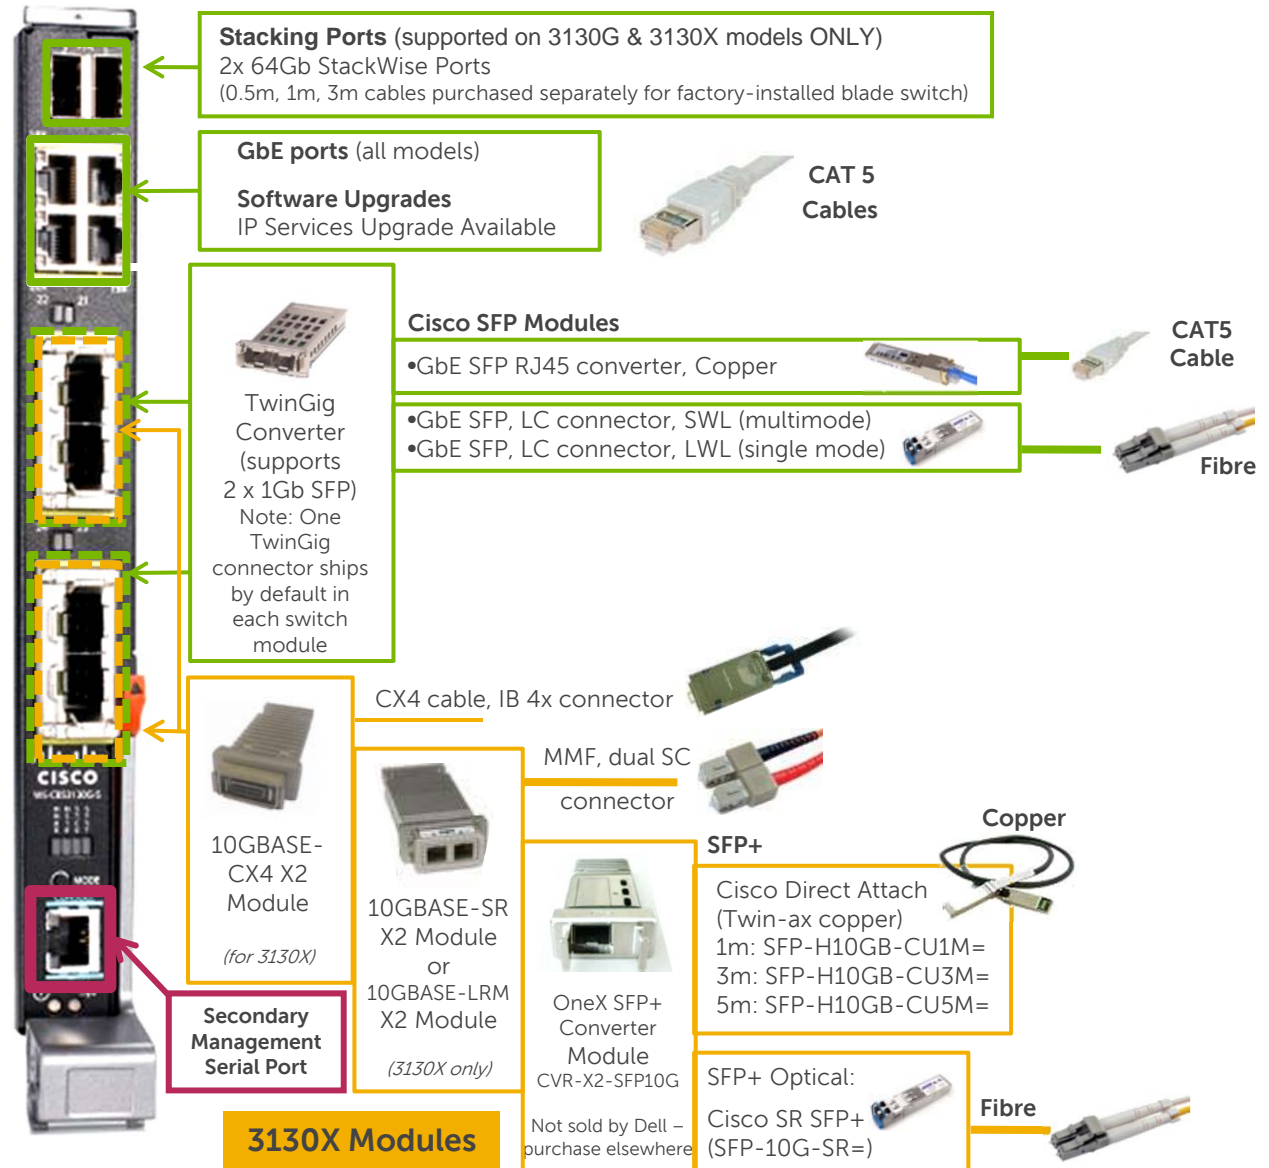 Stacking Ports (supported on 3130G & 3130X models ONLY)
2x 64Gb StackWise Ports
(0.5m, 1m, 3m cables purchased separately for factory-installed blade switch)
GbE ports (all models)
Software Upgrades
IP Services Upgrade Available
CAT 5
Cables
22 21
TwinGig
Converter
(supports
2 x 1Gb SFP)
Note: One
TwinGig
connector ships
by default in
each switch
module
Cisco SFP Modules
•GbE SFP RJ45 converter, Copper
CAT5
Cable
•GbE SFP, LC connector, SWL (multimode)
•GbE SFP, LC connector, LWL (single mode)
Fibre
CISCO
WS-CBS3130G-S
MODE
CX4 cable, IB 4x connector
MMF, dual SC
connector
10GBASE-
CX4 X2
Module
(for 3130X)
10GBASE-SR
X2 Module
or
10GBASE-LRM
X2 Module
(3130X only)
OneX SFP+
Converter
Module
CVR-X2-SFP10G
Not sold by Dell –
purchase elsewhere
SFP+
Copper
Cisco Direct Attach
(Twin-ax copper)
1m: SFP-H10GB-CU1M=
3m: SFP-H10GB-CU3M=
5m: SFP-H10GB-CU5M=
SFP+ Optical:
Cisco SR SFP+
(SFP-10G-SR=)
Fibre
Secondary
Management
Serial Port
3130X Modules